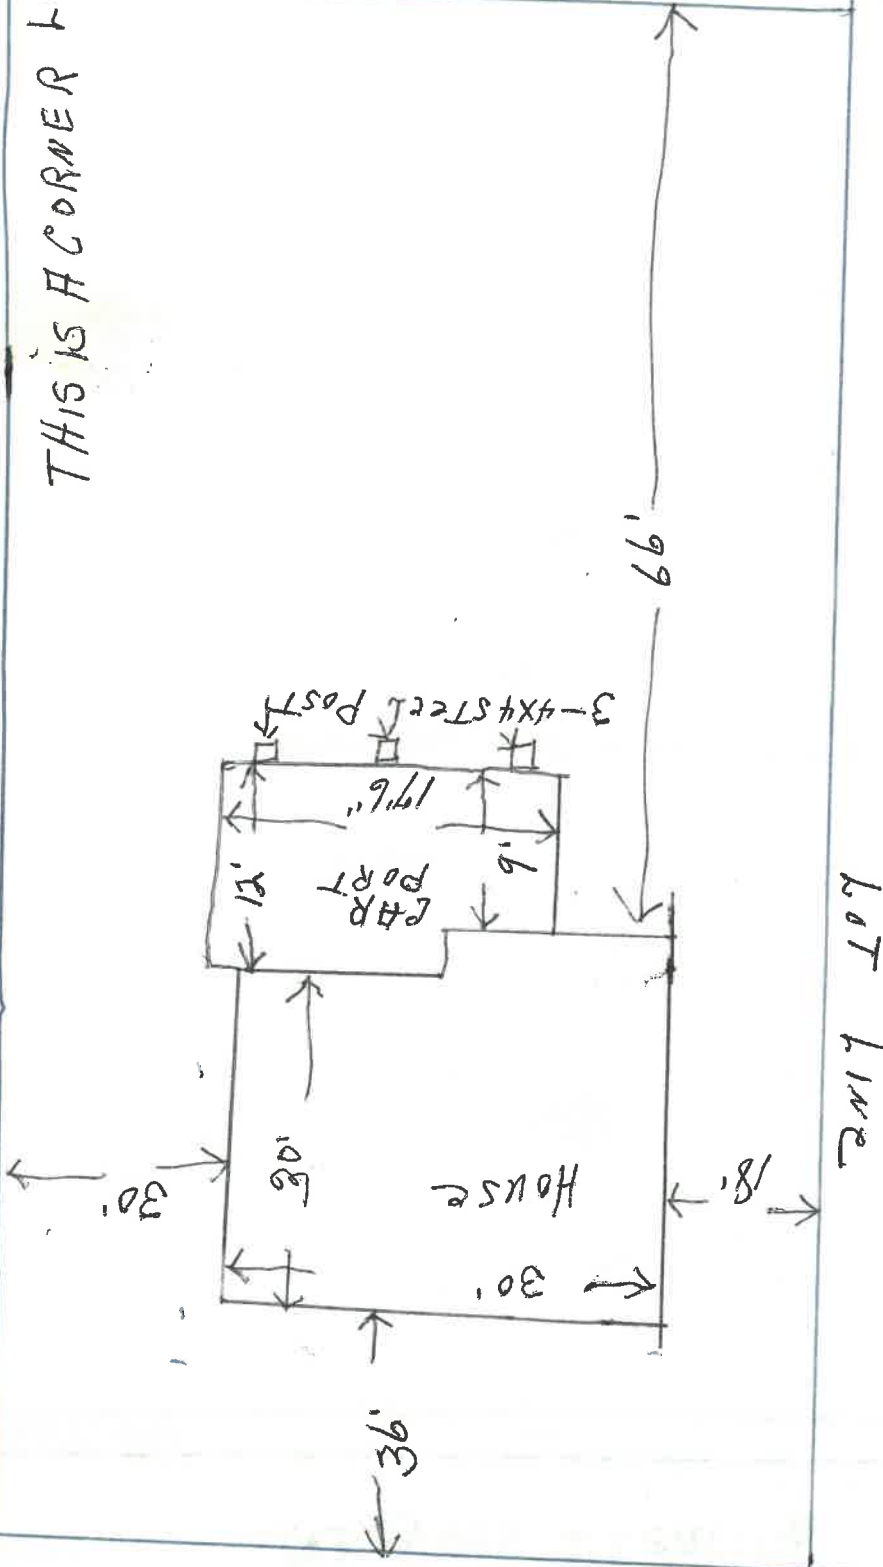 THIS IS A CORNER L
66'
3-4X4 STEEL POST
17'6"
12'
9'
CAR
PORT
LOT LINE
30'
30'
HOUSE
18'
30'
36'